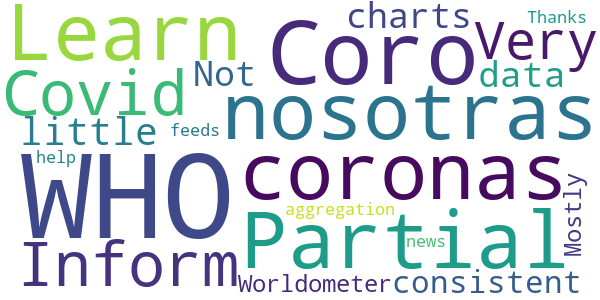 Learn
Coro
charts
Thanks
Very
Covid
Not
data
nosotras
little
feeds
help
WHO
coronas
Mostly
Partial
aggregation
news
Inform
Worldometer
consistent